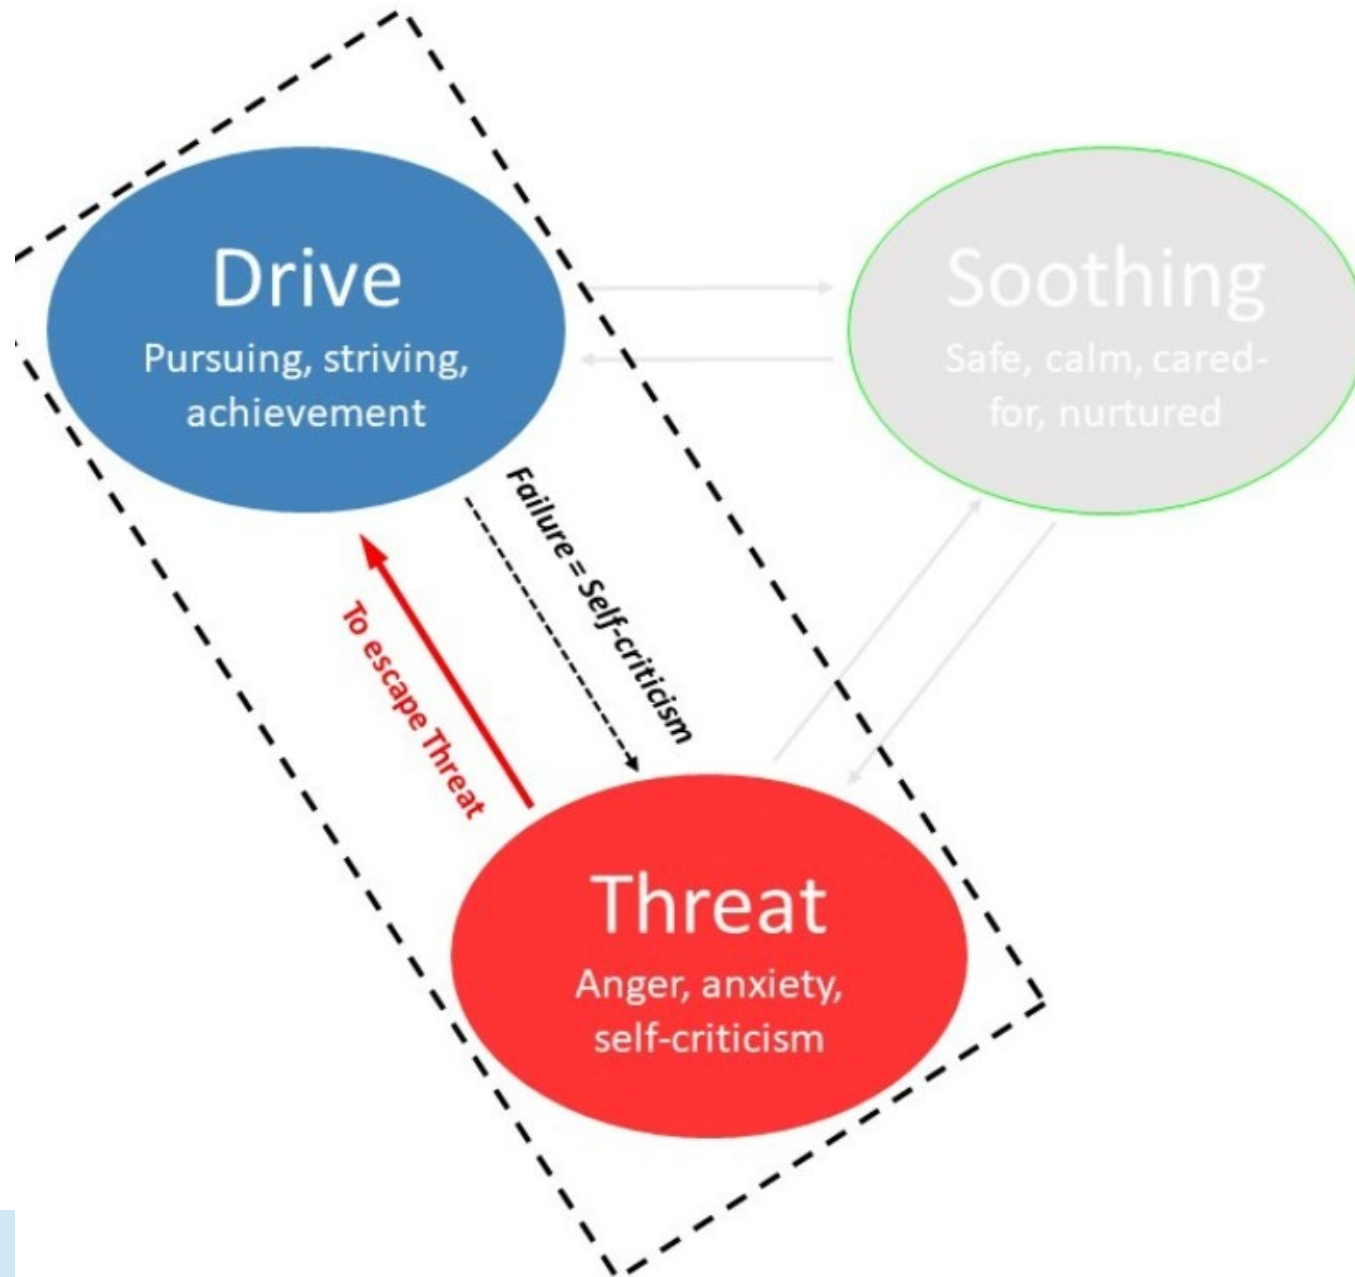 Drive
Pursuing, striving,
achievement
Soothing
Safe, calm, cared-
for, nurtured
Failure = Self-criticism
To escape Threat
Threat
Anger, anxiety,
self-criticism